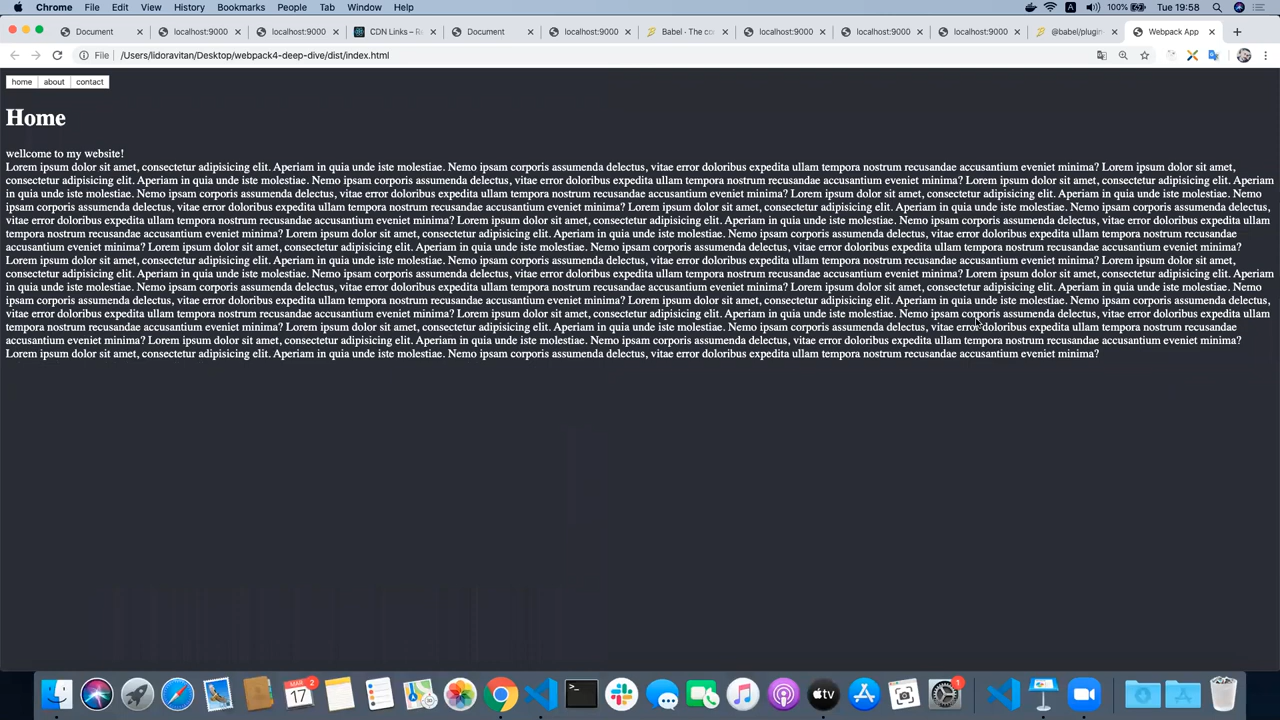 Chrome File Edit View History Bookmarks People Tab Window Help 100% Tue 19:58
Document localhost:9000 localhost:9000 CDN Links – Re Document localhost:9000 Babel · The co localhost:9000 localhost:9000 localhost:9000 @babel/plugin Webpack App
File /Users/lidoravitan/Desktop/webpack4-deep-dive/dist/index.html
home about contact
Home
wellcome to my website!
Lorem ipsum dolor sit amet, consectetur adipisicing elit. Aperiam in quia unde iste molestiae. Nemo ipsam corporis assumenda delectus, vitae error doloribus expedita ullam tempora nostrum recusandae accusantium eveniet minima? Lorem ipsum dolor sit amet,
consectetur adipisicing elit. Aperiam in quia unde iste molestiae. Nemo ipsam corporis assumenda delectus, vitae error doloribus expedita ullam tempora nostrum recusandae accusantium eveniet minima? Lorem ipsum dolor sit amet, consectetur adipisicing elit. Aperiam
in quia unde iste molestiae. Nemo ipsam corporis assumenda delectus, vitae error doloribus expedita ullam tempora nostrum recusandae accusantium eveniet minima? Lorem ipsum dolor sit amet, consectetur adipisicing elit. Aperiam in quia unde iste molestiae. Nemo
ipsam corporis assumenda delectus, vitae error doloribus expedita ullam tempora nostrum recusandae accusantium eveniet minima? Lorem ipsum dolor sit amet, consectetur adipisicing elit. Aperiam in quia unde iste molestiae. Nemo ipsam corporis assumenda delectus,
vitae error doloribus expedita ullam tempora nostrum recusandae accusantium eveniet minima? Lorem ipsum dolor sit amet, consectetur adipisicing elit. Aperiam in quia unde iste molestiae. Nemo ipsam corporis assumenda delectus, vitae error doloribus expedita ullam
tempora nostrum recusandae accusantium eveniet minima? Lorem ipsum dolor sit amet, consectetur adipisicing elit. Aperiam in quia unde iste molestiae. Nemo ipsam corporis assumenda delectus, vitae error doloribus expedita ullam tempora nostrum recusandae
accusantium eveniet minima? Lorem ipsum dolor sit amet, consectetur adipisicing elit. Aperiam in quia unde iste molestiae. Nemo ipsam corporis assumenda delectus, vitae error doloribus expedita ullam tempora nostrum recusandae accusantium eveniet minima?
Lorem ipsum dolor sit amet, consectetur adipisicing elit. Aperiam in quia unde iste molestiae. Nemo ipsam corporis assumenda delectus, vitae error doloribus expedita ullam tempora nostrum recusandae accusantium eveniet minima? Lorem ipsum dolor sit amet,
consectetur adipisicing elit. Aperiam in quia unde iste molestiae. Nemo ipsam corporis assumenda delectus, vitae error doloribus expedita ullam tempora nostrum recusandae accusantium eveniet minima? Lorem ipsum dolor sit amet, consectetur adipisicing elit. Aperiam
in quia unde iste molestiae. Nemo ipsam corporis assumenda delectus, vitae error doloribus expedita ullam tempora nostrum recusandae accusantium eveniet minima? Lorem ipsum dolor sit amet, consectetur adipisicing elit. Aperiam in quia unde iste molestiae. Nemo
ipsam corporis assumenda delectus, vitae error doloribus expedita ullam tempora nostrum recusandae accusantium eveniet minima? Lorem ipsum dolor sit amet, consectetur adipisicing elit. Aperiam in quia unde iste molestiae. Nemo ipsam corporis assumenda delectus,
vitae error doloribus expedita ullam tempora nostrum recusandae accusantium eveniet minima? Lorem ipsum dolor sit amet, consectetur adipisicing elit. Aperiam in quia unde iste molestiae. Nemo ipsam corporis assumenda delectus, vitae error doloribus expedita ullam
tempora nostrum recusandae accusantium eveniet minima? Lorem ipsum dolor sit amet, consectetur adipisicing elit. Aperiam in quia unde iste molestiae. Nemo ipsam corporis assumenda delectus, vitae error doloribus expedita ullam tempora nostrum recusandae
accusantium eveniet minima? Lorem ipsum dolor sit amet, consectetur adipisicing elit. Aperiam in quia unde iste molestiae. Nemo ipsam corporis assumenda delectus, vitae error doloribus expedita ullam tempora nostrum recusandae accusantium eveniet minima?
Lorem ipsum dolor sit amet, consectetur adipisicing elit. Aperiam in quia unde iste molestiae. Nemo ipsam corporis assumenda delectus, vitae error doloribus expedita ullam tempora nostrum recusandae accusantium eveniet minima?
MAR 17 2 tv 1